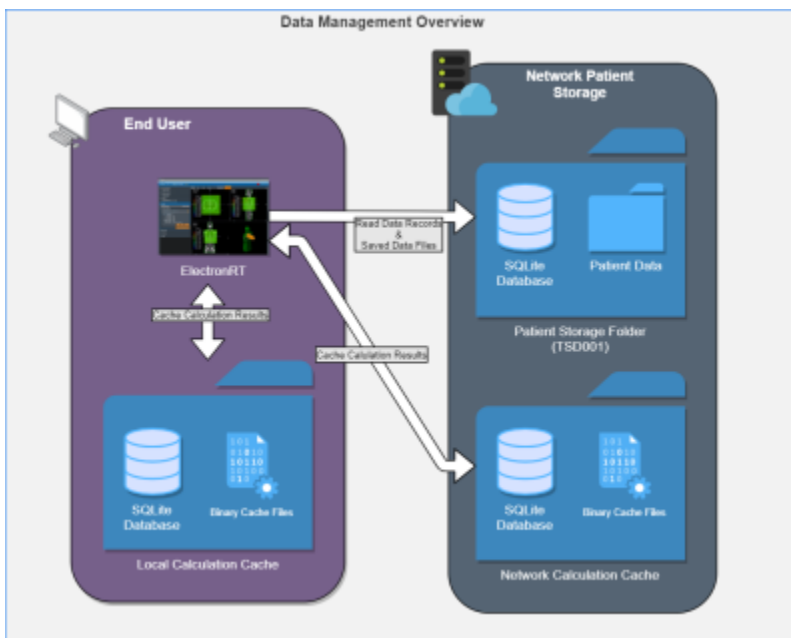 Data Management Overview
Network Patient
Storage
End User
Read Data Records
&
Saved Data Files
ElectronRT
SQLite
Database
Patient Data
Cache Calculation Results
Patient Storage Folder
(TSD001)
Cache Calulation Results
SQLite
Database
Binary Cache Files
Local Calculation Cache
SQLite
Database
Binary Cache Files
Network Calculation Cache